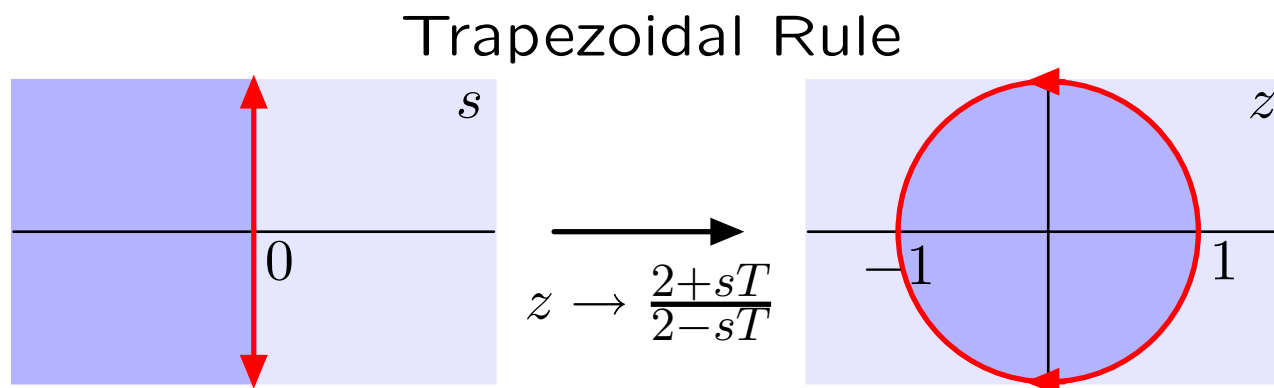 Trapezoidal Rule
s
z
0
−1
1
z → (2+sT)/(2−sT)